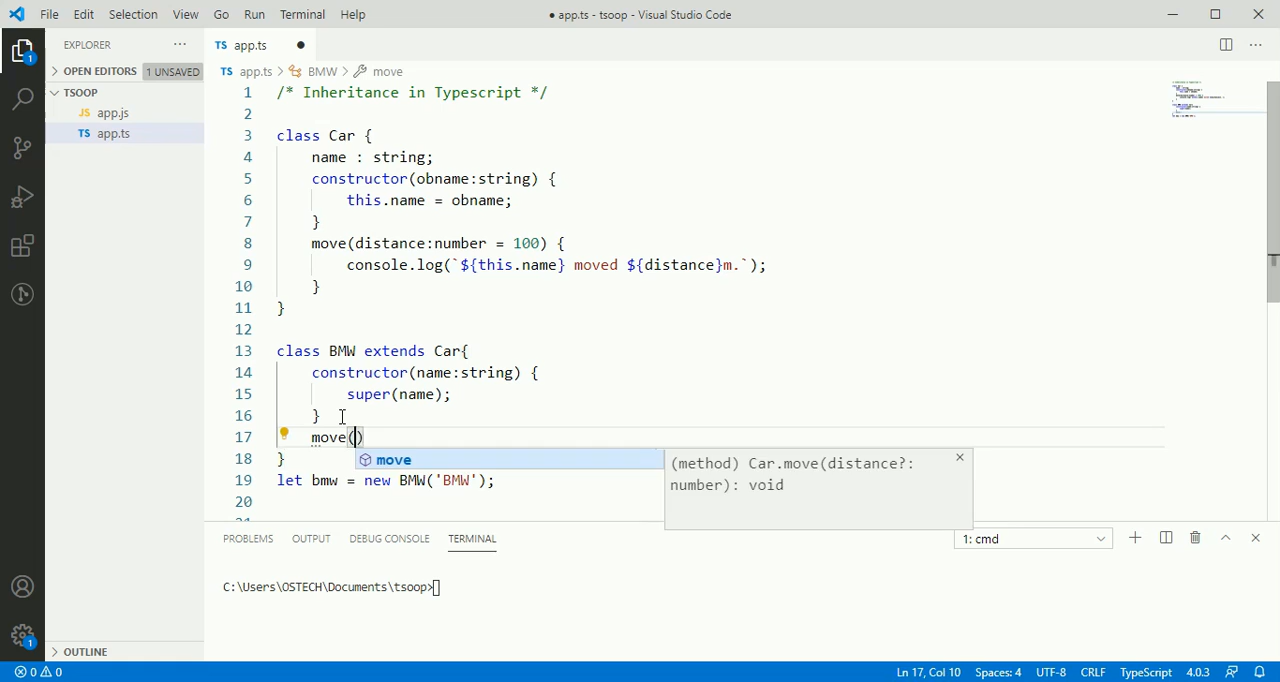 File Edit Selection View Go Run Terminal Help
● app.ts - tsoop - Visual Studio Code
EXPLORER ···
TS app.ts ●
1
OPEN EDITORS 1 UNSAVED
TS app.ts > BMW > move
TSOOP
JS app.js
TS app.ts
1 /* Inheritance in Typescript */
2
3 class Car {
4 name : string;
5 constructor(obname:string) {
6 this.name = obname;
7 }
8 move(distance:number = 100) {
9 console.log(`${this.name} moved ${distance}m.`);
10 }
11 }
12
13 class BMW extends Car{
14 constructor(name:string) {
15 super(name);
16 }
17 move()
move
(method) Car.move(distance?:
number): void
18 }
19 let bmw = new BMW('BMW');
20
PROBLEMS OUTPUT DEBUG CONSOLE TERMINAL
1: cmd
C:\Users\OSTECH\Documents\tsoop>
1
OUTLINE
0 0
Ln 17, Col 10 Spaces: 4 UTF-8 CRLF TypeScript 4.0.3